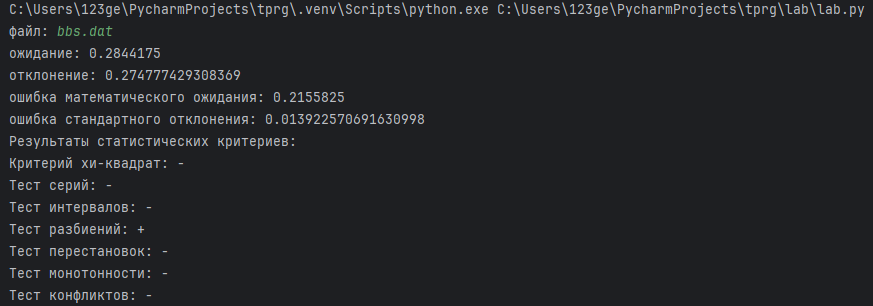 C:\Users\123ge\PycharmProjects\tprg\.venv\Scripts\python.exe C:\Users\123ge\PycharmProjects\tprg\lab\lab.py
файл: bbs.dat
ожидание: 0.2844175
отклонение: 0.274777429308369
ошибка математического ожидания: 0.2155825
ошибка стандартного отклонения: 0.013922570691630998
Результаты статистических критериев:
Критерий хи-квадрат: -
Тест серий: -
Тест интервалов: -
Тест разбиений: +
Тест перестановок: -
Тест монотонности: -
Тест конфликтов: -